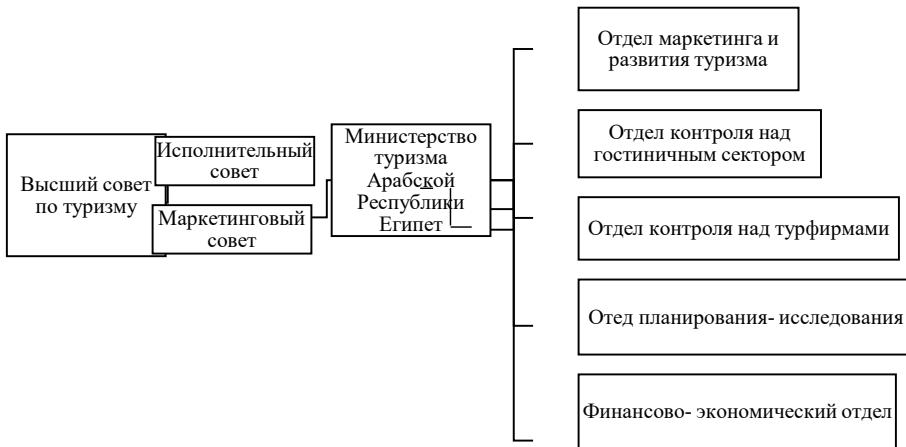 Высший совет
по туризму
Исполнительный
совет
Маркетинговый
совет
Министерство
туризма
Арабской
Республики
Египет
Отдел маркетинга и
развития туризма
Отдел контроля над
гостиничным сектором
Отдел контроля над турфирмами
Отед планирования- исследования
Финансово- экономический отдел